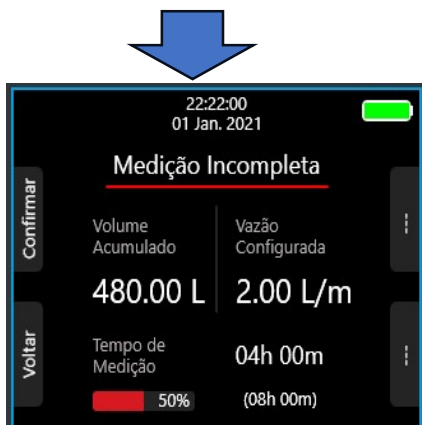 22:22:00
01 Jan. 2021
Medição Incompleta
Confirmar
Volume
Acumulado
Vazão
Configurada
480.00 L
2.00 L/m
Voltar
Tempo de
Medição
04h 00m
50%
(08h 00m)